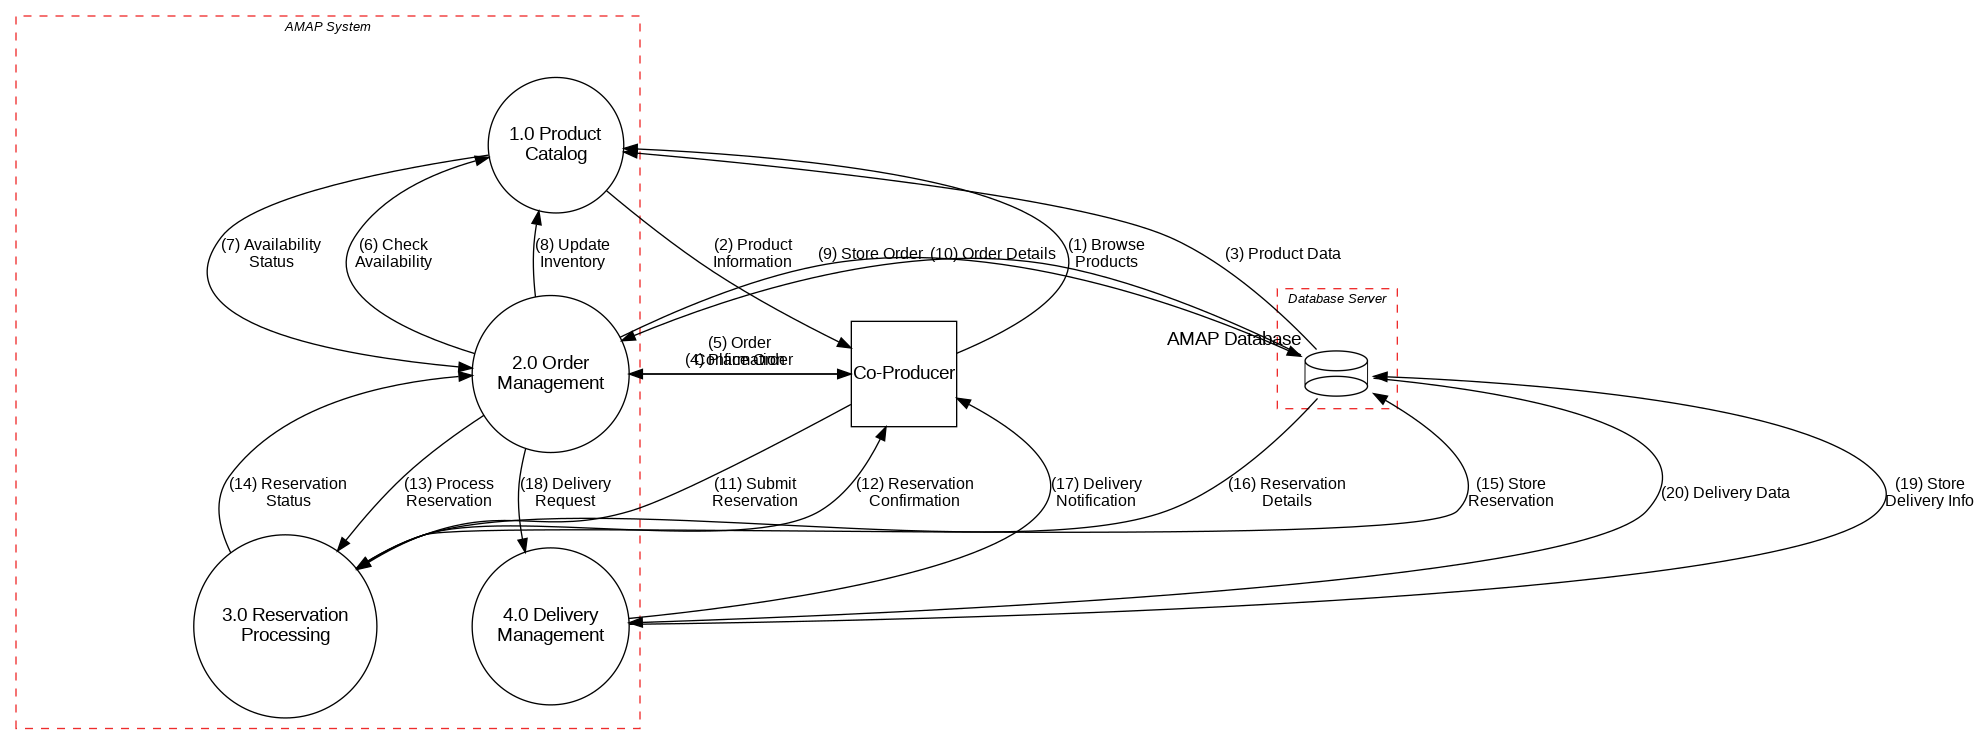 AMAP System
1.0 Product
Catalog
(7) Availability
Status
(6) Check
Availability
(8) Update
Inventory
(2) Product
Information
(9) Store Order
(10) Order Details
(1) Browse
Products
(3) Product Data
Database Server
AMAP Database
2.0 Order
Management
(5) Order
Confirmation
(4) Place Order
Co-Producer
(14) Reservation
Status
(13) Process
Reservation
(18) Delivery
Request
(11) Submit
Reservation
(12) Reservation
Confirmation
(17) Delivery
Notification
(16) Reservation
Details
(15) Store
Reservation
(20) Delivery Data
(19) Store
Delivery Info
3.0 Reservation
Processing
4.0 Delivery
Management